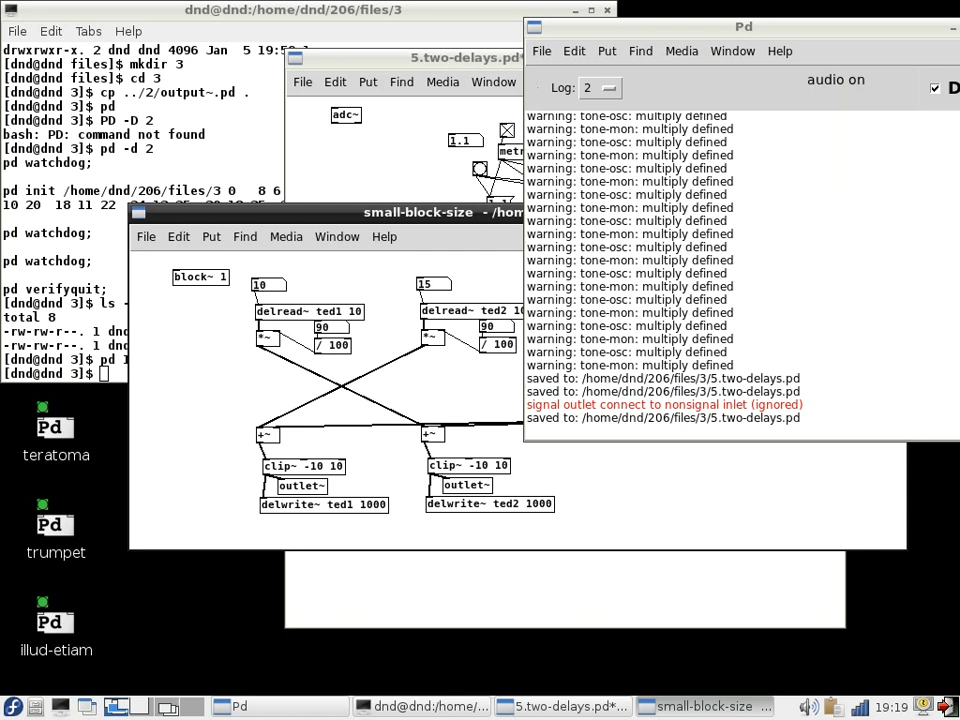 dnd@dnd:/home/dnd/206/files/3
File Edit Tabs Help
drwxrwxr-x. 2 dnd dnd 4096 Jan 5 19:5
[dnd@dnd files]$ mkdir 3
[dnd@dnd files]$ cd 3
[dnd@dnd 3]$ cp ../2/output~.pd .
[dnd@dnd 3]$ pd
[dnd@dnd 3]$ PD -D 2
bash: PD: command not found
[dnd@dnd 3]$ pd -d 2
pd watchdog;
pd init /home/dnd/206/files/3 0 8 6
10 20 18 11 22
pd watchdog;
pd watchdog;
pd verifyquit;
[dnd@dnd 3]$ ls -
total 8
-rw-rw-r--. 1 dnd
-rw-rw-r--. 1 dnd
[dnd@dnd 3]$ pd
[dnd@dnd 3]$
5.two-delays.pd*
File Edit Put Find Media Window
adc~
1.1
metr
small-block-size - /hom
File Edit Put Find Media Window Help
block~ 1
10
15
delread~ ted1 10
delread~ ted2 10
90
90
*~
*~
/ 100
/ 100
+~
+~
clip~ -10 10
clip~ -10 10
outlet~
outlet~
delwrite~ ted1 1000
delwrite~ ted2 1000
Pd
File Edit Put Find Media Window Help
Log: 2
audio on
D
warning: tone-osc: multiply defined
warning: tone-mon: multiply defined
warning: tone-osc: multiply defined
warning: tone-mon: multiply defined
warning: tone-osc: multiply defined
warning: tone-mon: multiply defined
warning: tone-osc: multiply defined
warning: tone-mon: multiply defined
warning: tone-osc: multiply defined
warning: tone-mon: multiply defined
warning: tone-osc: multiply defined
warning: tone-mon: multiply defined
warning: tone-osc: multiply defined
warning: tone-mon: multiply defined
warning: tone-osc: multiply defined
warning: tone-mon: multiply defined
warning: tone-osc: multiply defined
warning: tone-mon: multiply defined
warning: tone-osc: multiply defined
warning: tone-mon: multiply defined
saved to: /home/dnd/206/files/3/5.two-delays.pd
saved to: /home/dnd/206/files/3/5.two-delays.pd
signal outlet connect to nonsignal inlet (ignored)
saved to: /home/dnd/206/files/3/5.two-delays.pd
Pd
teratoma
Pd
trumpet
Pd
illud-etiam
Pd
dnd@dnd:/home/...
5.two-delays.pd*...
small-block-size ...
19:19